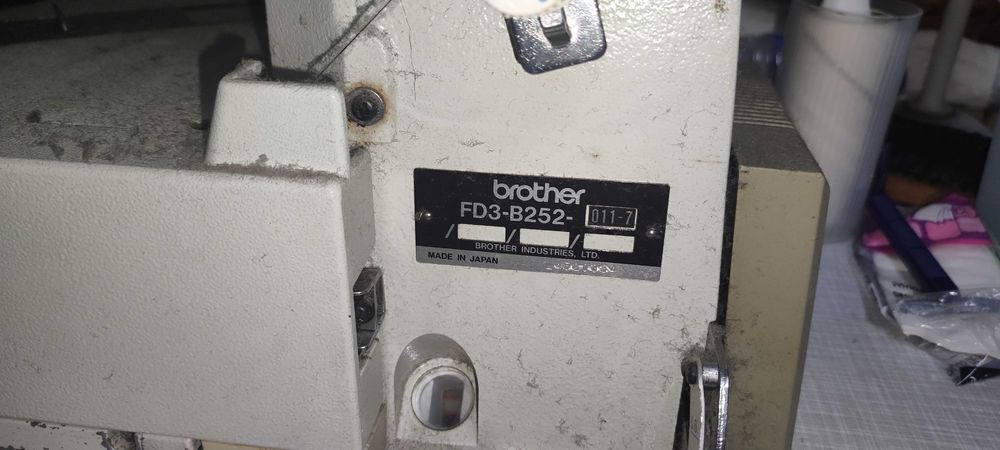 brother
FD3-B252- 011-7
/ / /
BROTHER INDUSTRIES, LTD.
MADE IN JAPAN